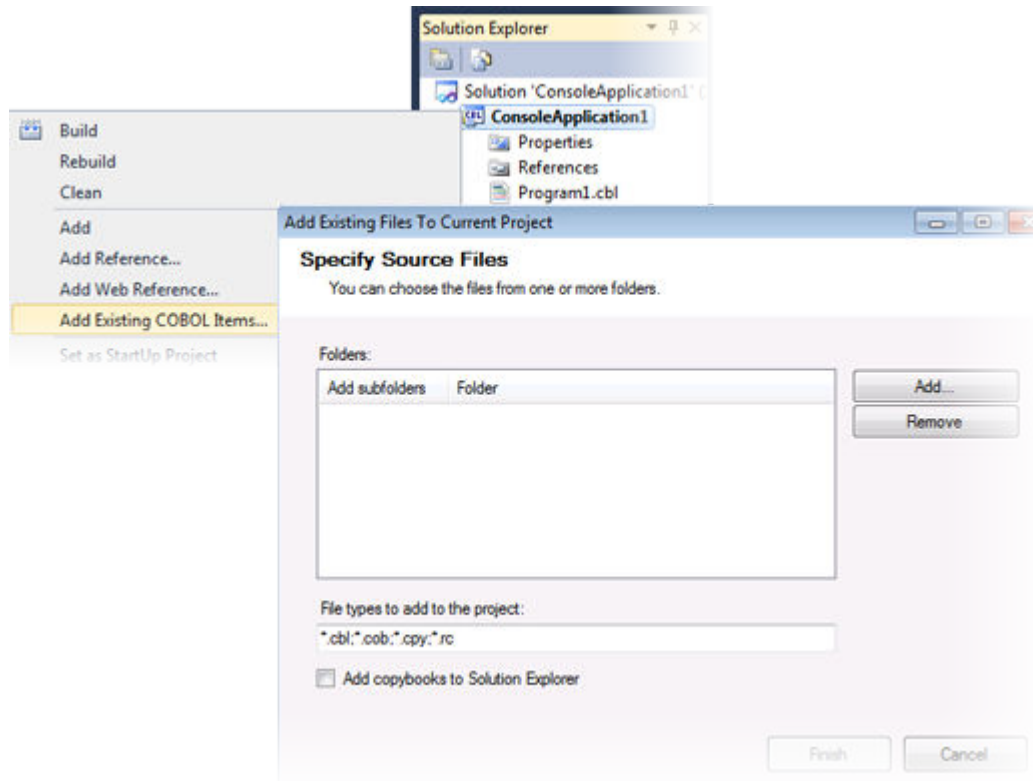 Solution Explorer
Solution 'ConsoleApplication1' (
CBL ConsoleApplication1
Properties
References
Program1.cbl
Build
Rebuild
Clean
Add
Add Reference...
Add Web Reference...
Add Existing COBOL Items...
Set as StartUp Project
Add Existing Files To Current Project
Specify Source Files
You can choose the files from one or more folders.
Folders:
Add subfolders Folder
Add...
Remove
File types to add to the project:
*.cbl;*.cob;*.cpy;*.rc
Add copybooks to Solution Explorer
Finish Cancel